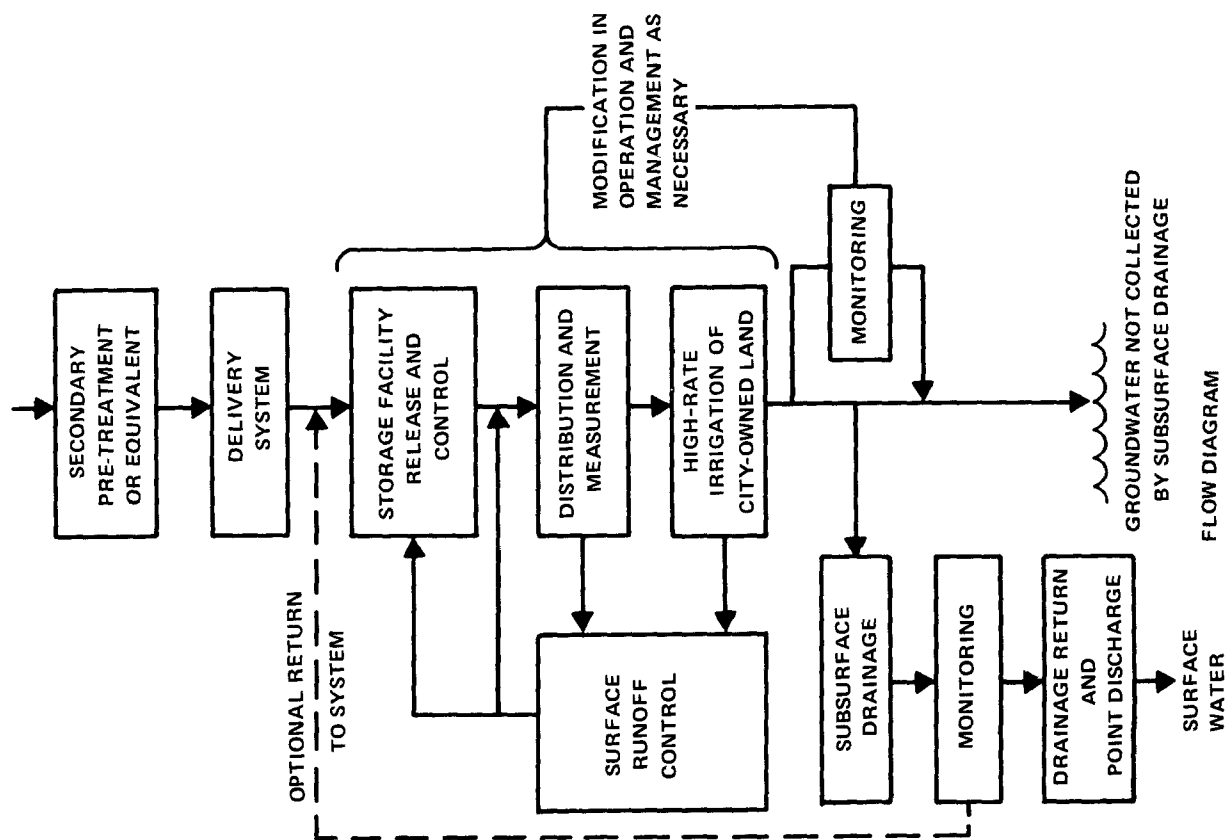 SECONDARY
PRE-TREATMENT
OR EQUIVALENT
DELIVERY
SYSTEM
OPTIONAL RETURN
TO SYSTEM
STORAGE FACILITY
RELEASE AND
CONTROL
DISTRIBUTION AND
MEASUREMENT
HIGH-RATE
IRRIGATION OF
CITY-OWNED LAND
MODIFICATION IN
OPERATION AND
MANAGEMENT AS
NECESSARY
SURFACE
RUNOFF
CONTROL
MONITORING
SUBSURFACE
DRAINAGE
MONITORING
DRAINAGE RETURN
AND
POINT DISCHARGE
SURFACE
WATER
GROUNDWATER NOT COLLECTED
BY SUBSURFACE DRAINAGE
FLOW DIAGRAM